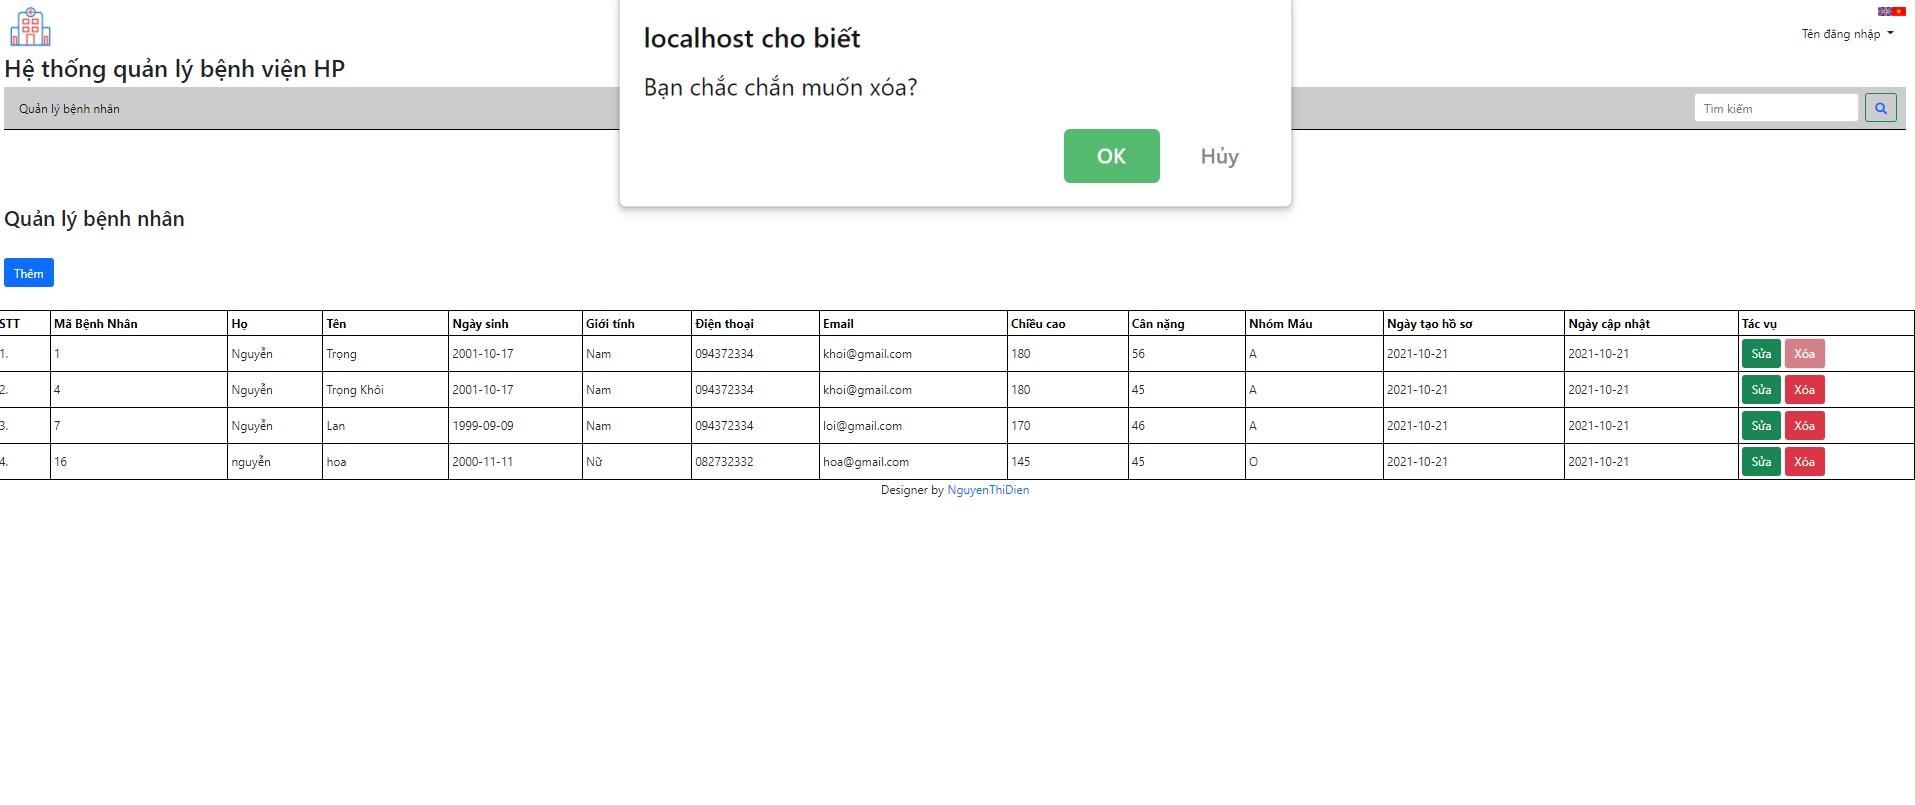 localhost cho biết
Bạn chắc chắn muốn xóa?
OK Hủy
Tên đăng nhập
Hệ thống quản lý bệnh viện HP
Quản lý bệnh nhân Tìm kiếm
Quản lý bệnh nhân
Thêm
STT Mã Bệnh Nhân Họ Tên Ngày sinh Giới tính Điện thoại Email Chiều cao Cân nặng Nhóm Máu Ngày tạo hồ sơ Ngày cập nhật Tác vụ
1. 1 Nguyễn Trọng 2001-10-17 Nam 094372334 khoi@gmail.com 180 56 A 2021-10-21 2021-10-21 Sửa Xóa
2. 4 Nguyễn Trọng Khôi 2001-10-17 Nam 094372334 khoi@gmail.com 180 45 A 2021-10-21 2021-10-21 Sửa Xóa
3. 7 Nguyễn Lan 1999-09-09 Nam 094372334 loi@gmail.com 170 46 A 2021-10-21 2021-10-21 Sửa Xóa
4. 16 nguyễn hoa 2000-11-11 Nữ 082732332 hoa@gmail.com 145 45 O 2021-10-21 2021-10-21 Sửa Xóa
Designer by NguyenThiDien